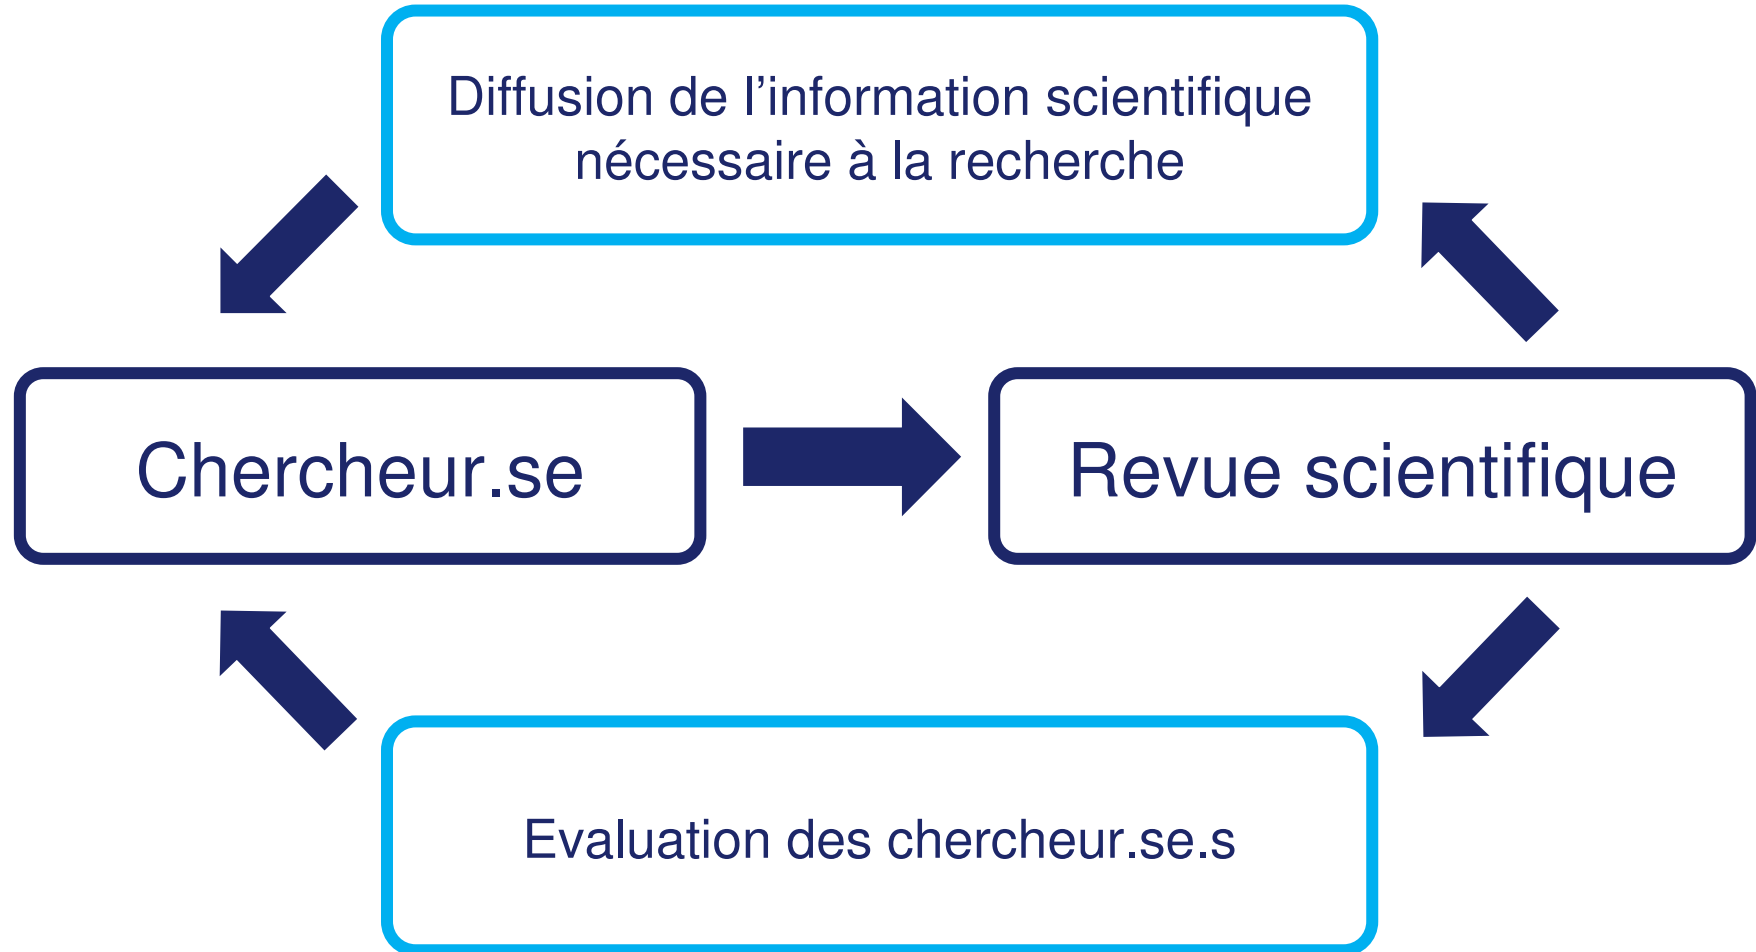 Diffusion de l’information scientifique
nécessaire à la recherche
Chercheur.se
Revue scientifique
Evaluation des chercheur.se.s